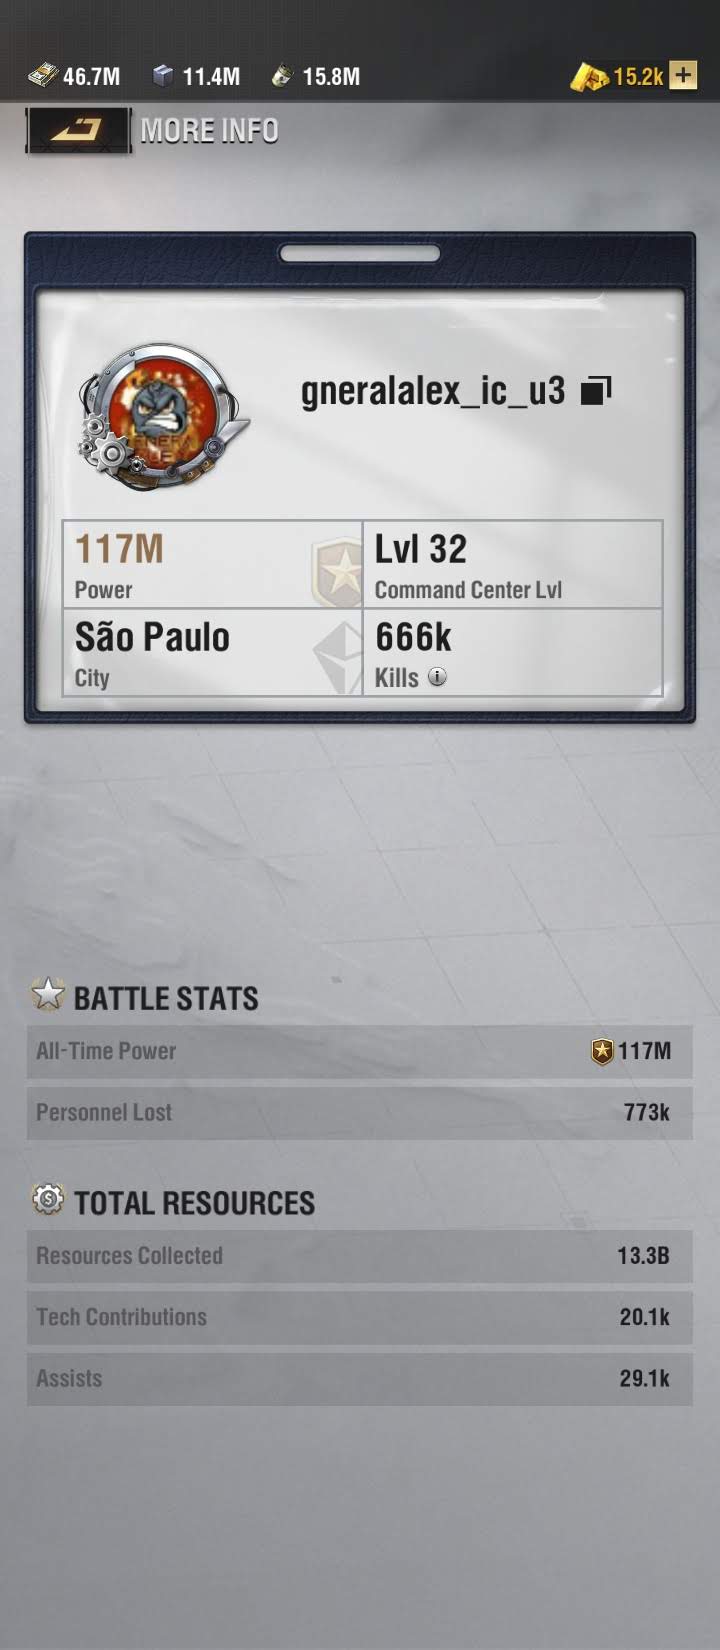 46.7M 11.4M 15.8M 15.2k +
MORE INFO
gneralalex_ic_u3
117M
Power
Lvl 32
Command Center Lvl
São Paulo
City
666k
Kills i
BATTLE STATS
All-Time Power 117M
Personnel Lost 773k
TOTAL RESOURCES
Resources Collected 13.3B
Tech Contributions 20.1k
Assists 29.1k